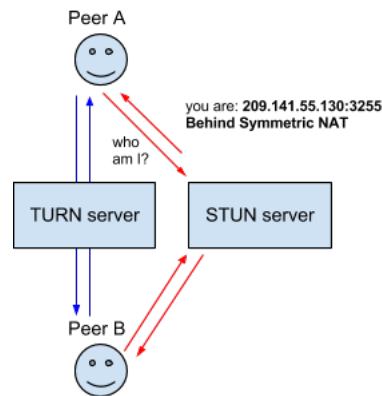 Peer A
you are: 209.141.55.130:3255
Behind Symmetric NAT
who
am I?
TURN server
STUN server
Peer B